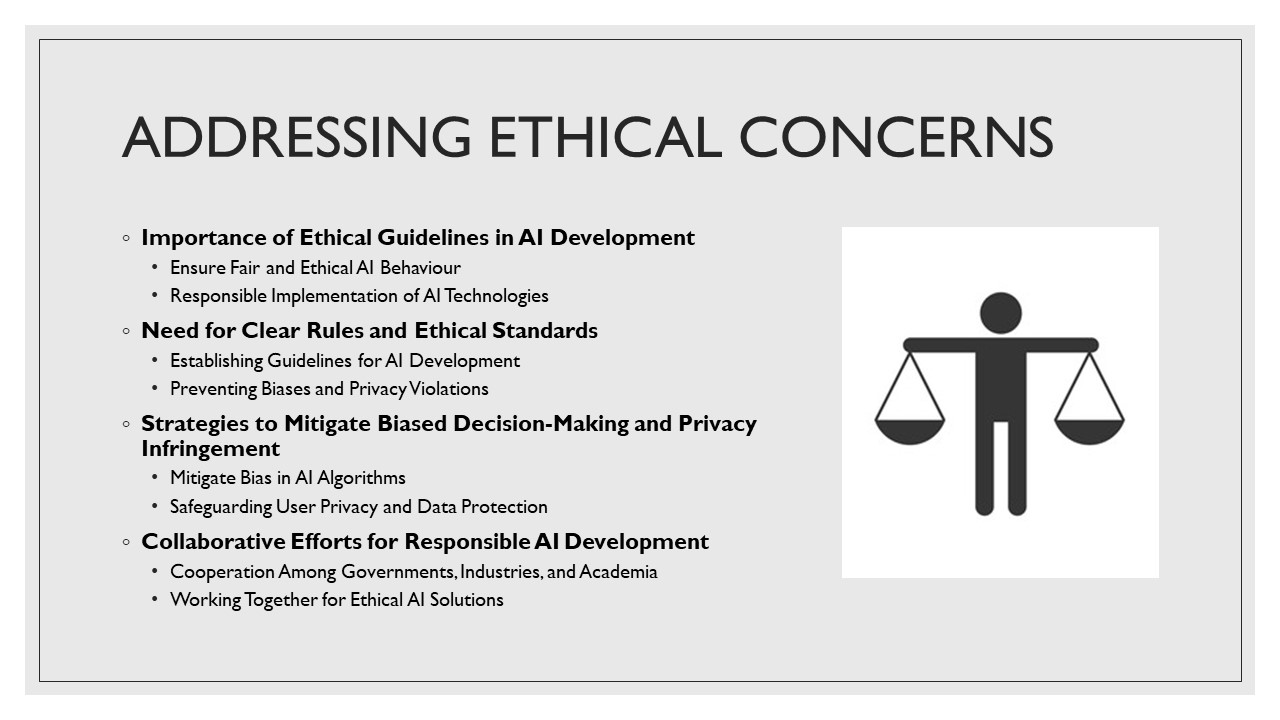 ADDRESSING ETHICAL CONCERNS
◦ Importance of Ethical Guidelines in AI Development
• Ensure Fair and Ethical AI Behaviour
• Responsible Implementation of AI Technologies
◦ Need for Clear Rules and Ethical Standards
• Establishing Guidelines for AI Development
• Preventing Biases and Privacy Violations
◦ Strategies to Mitigate Biased Decision-Making and Privacy
Infringement
• Mitigate Bias in AI Algorithms
• Safeguarding User Privacy and Data Protection
◦ Collaborative Efforts for Responsible AI Development
• Cooperation Among Governments, Industries, and Academia
• Working Together for Ethical AI Solutions